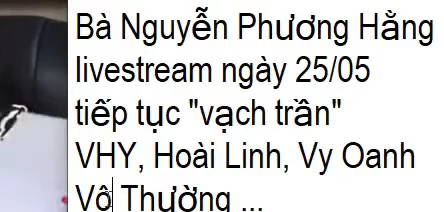 Bà Nguyễn Phương Hằng
livestream ngày 25/05
tiếp tục "vạch trần"
VHY, Hoài Linh, Vy Oanh
Vô Thường ...